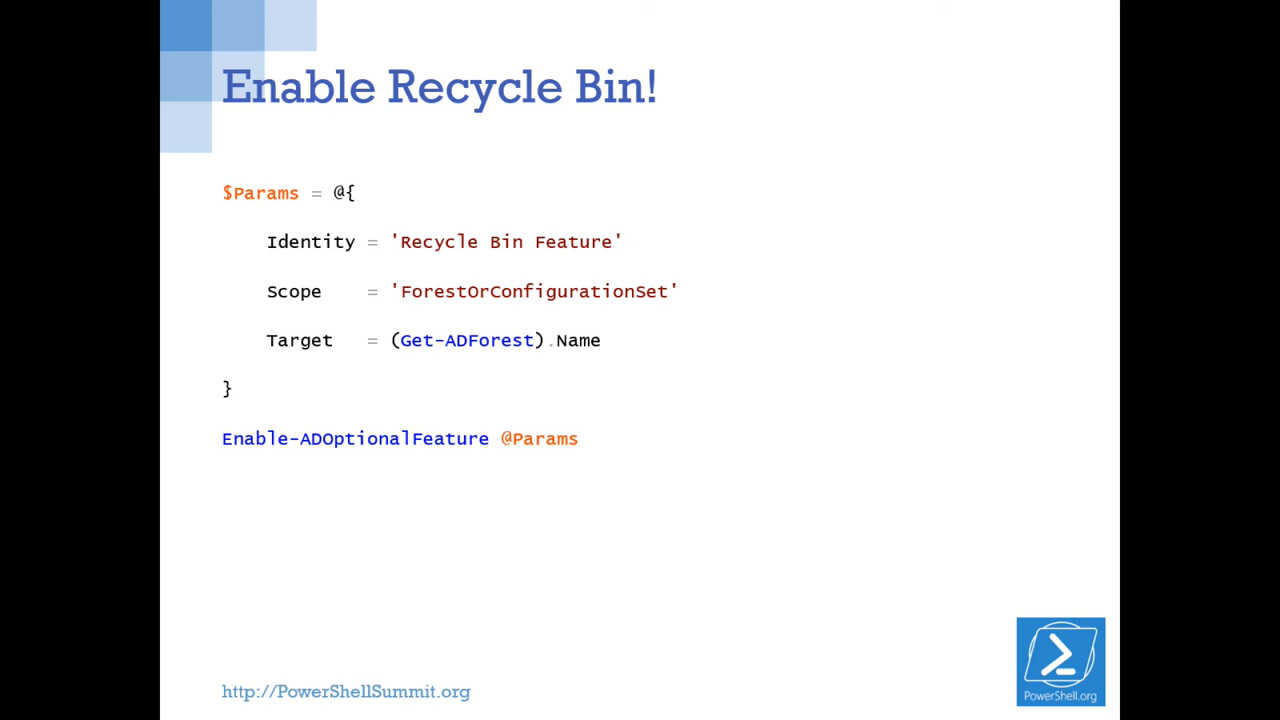 Enable Recycle Bin!
$Params = @{
Identity = 'Recycle Bin Feature'
Scope = 'ForestOrConfigurationSet'
Target = (Get-ADForest).Name
}
Enable-ADOptionalFeature @Params
http://PowerShellSummit.org
PowerShell.org